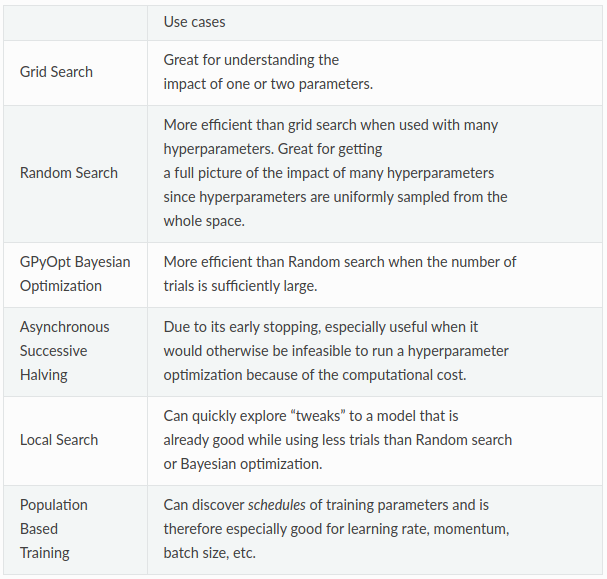 Use cases
Grid Search
Great for understanding the
impact of one or two parameters.
Random Search
More efficient than grid search when used with many
hyperparameters. Great for getting
a full picture of the impact of many hyperparameters
since hyperparameters are uniformly sampled from the
whole space.
GPyOpt Bayesian
Optimization
More efficient than Random search when the number of
trials is sufficiently large.
Asynchronous
Successive
Halving
Due to its early stopping, especially useful when it
would otherwise be infeasible to run a hyperparameter
optimization because of the computational cost.
Local Search
Can quickly explore “tweaks” to a model that is
already good while using less trials than Random search
or Bayesian optimization.
Population
Based
Training
Can discover schedules of training parameters and is
therefore especially good for learning rate, momentum,
batch size, etc.